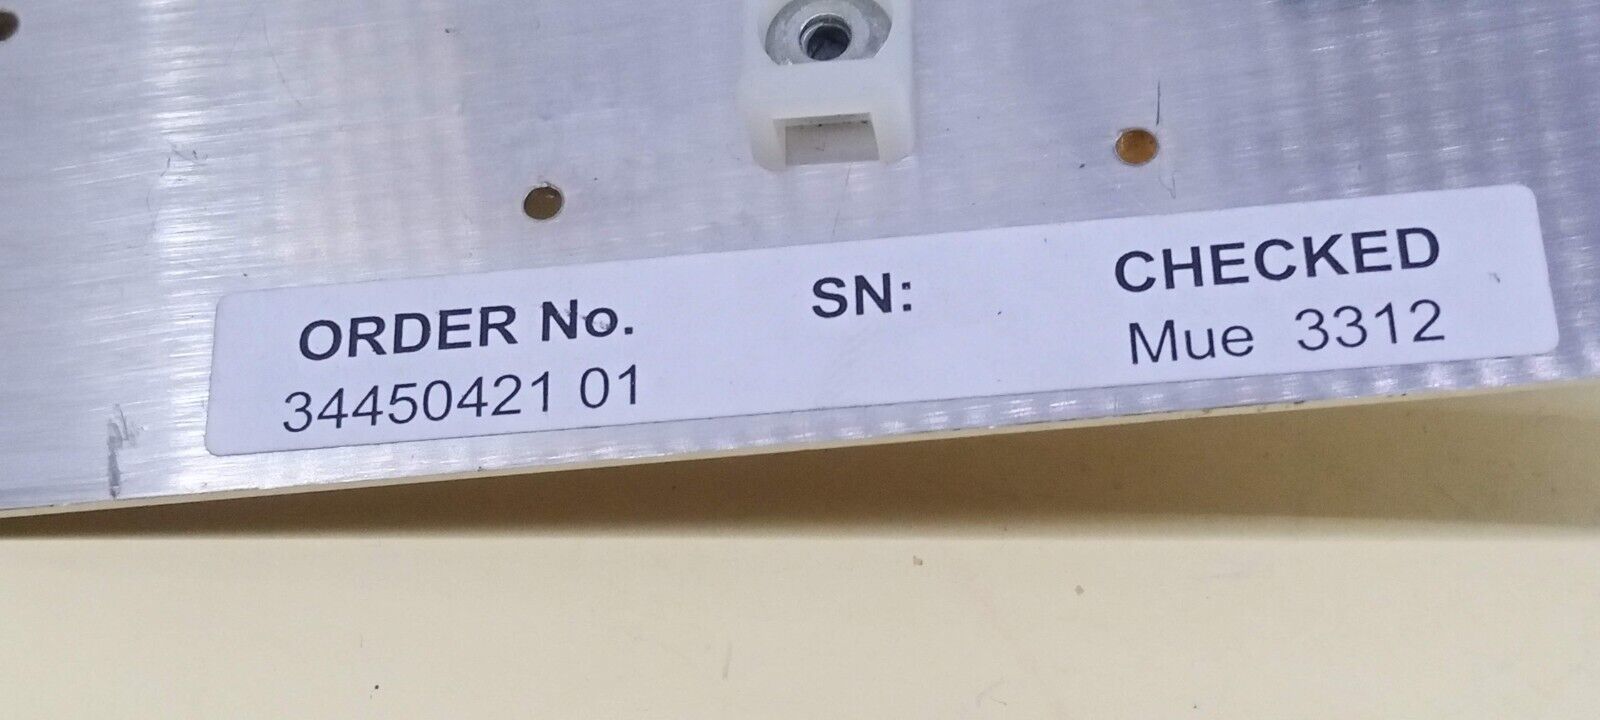 ORDER No. SN: CHECKED
34450421 01 Mue 3312